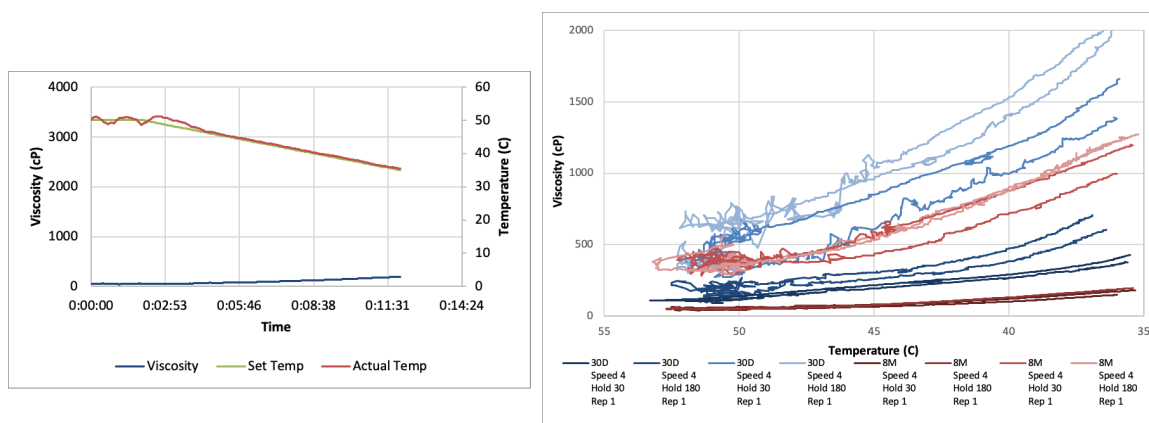 4000
3000
2000
1000
0
Viscosity (cP)
60
50
40
30
20
10
0
Temperature (C)
0:00:00 0:02:53 0:05:46 0:08:38 0:11:31 0:14:24
Time
Viscosity Set Temp Actual Temp
2000
1500
1000
500
0
Viscosity (cP)
55 50 45 40 35
Temperature (C)
30D 30D 30D 30D 8M 8M 8M 8M
Speed 4 Speed 4 Speed 4 Speed 4 Speed 4 Speed 4 Speed 4 Speed 4
Hold 30 Hold 180 Hold 30 Hold 180 Hold 30 Hold 180 Hold 30 Hold 180
Rep 1 Rep 1 Rep 1 Rep 1 Rep 1 Rep 1 Rep 1 Rep 1